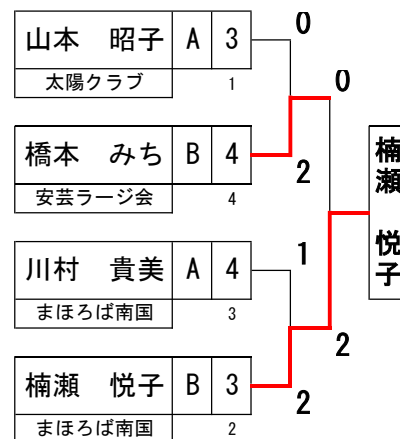 山本　昭子 A 3
太陽クラブ 1
0
0
橋本　みち B 4
安芸ラージ会 4
2
楠瀬　悦子
川村　貴美 A 4
まほろば南国 3
1
2
楠瀬　悦子 B 3
まほろば南国 2
2